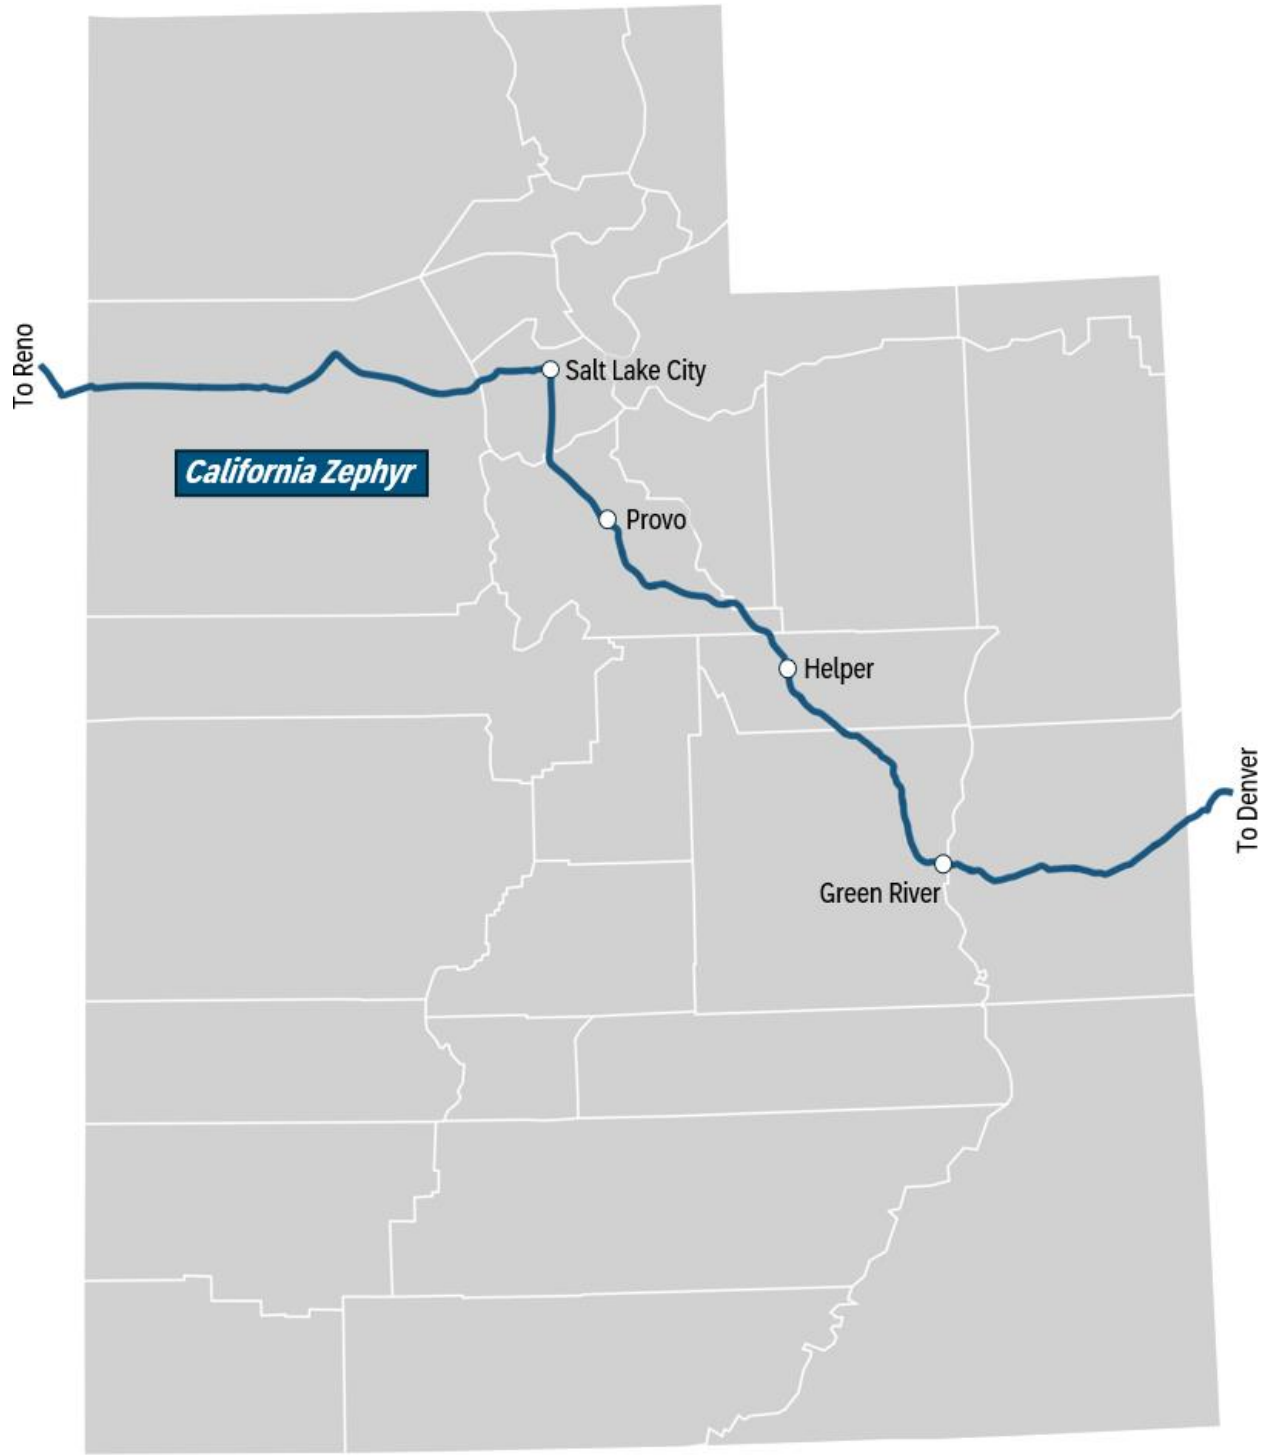 To Reno
Salt Lake City
California Zephyr
Provo
Helper
To Denver
Green River